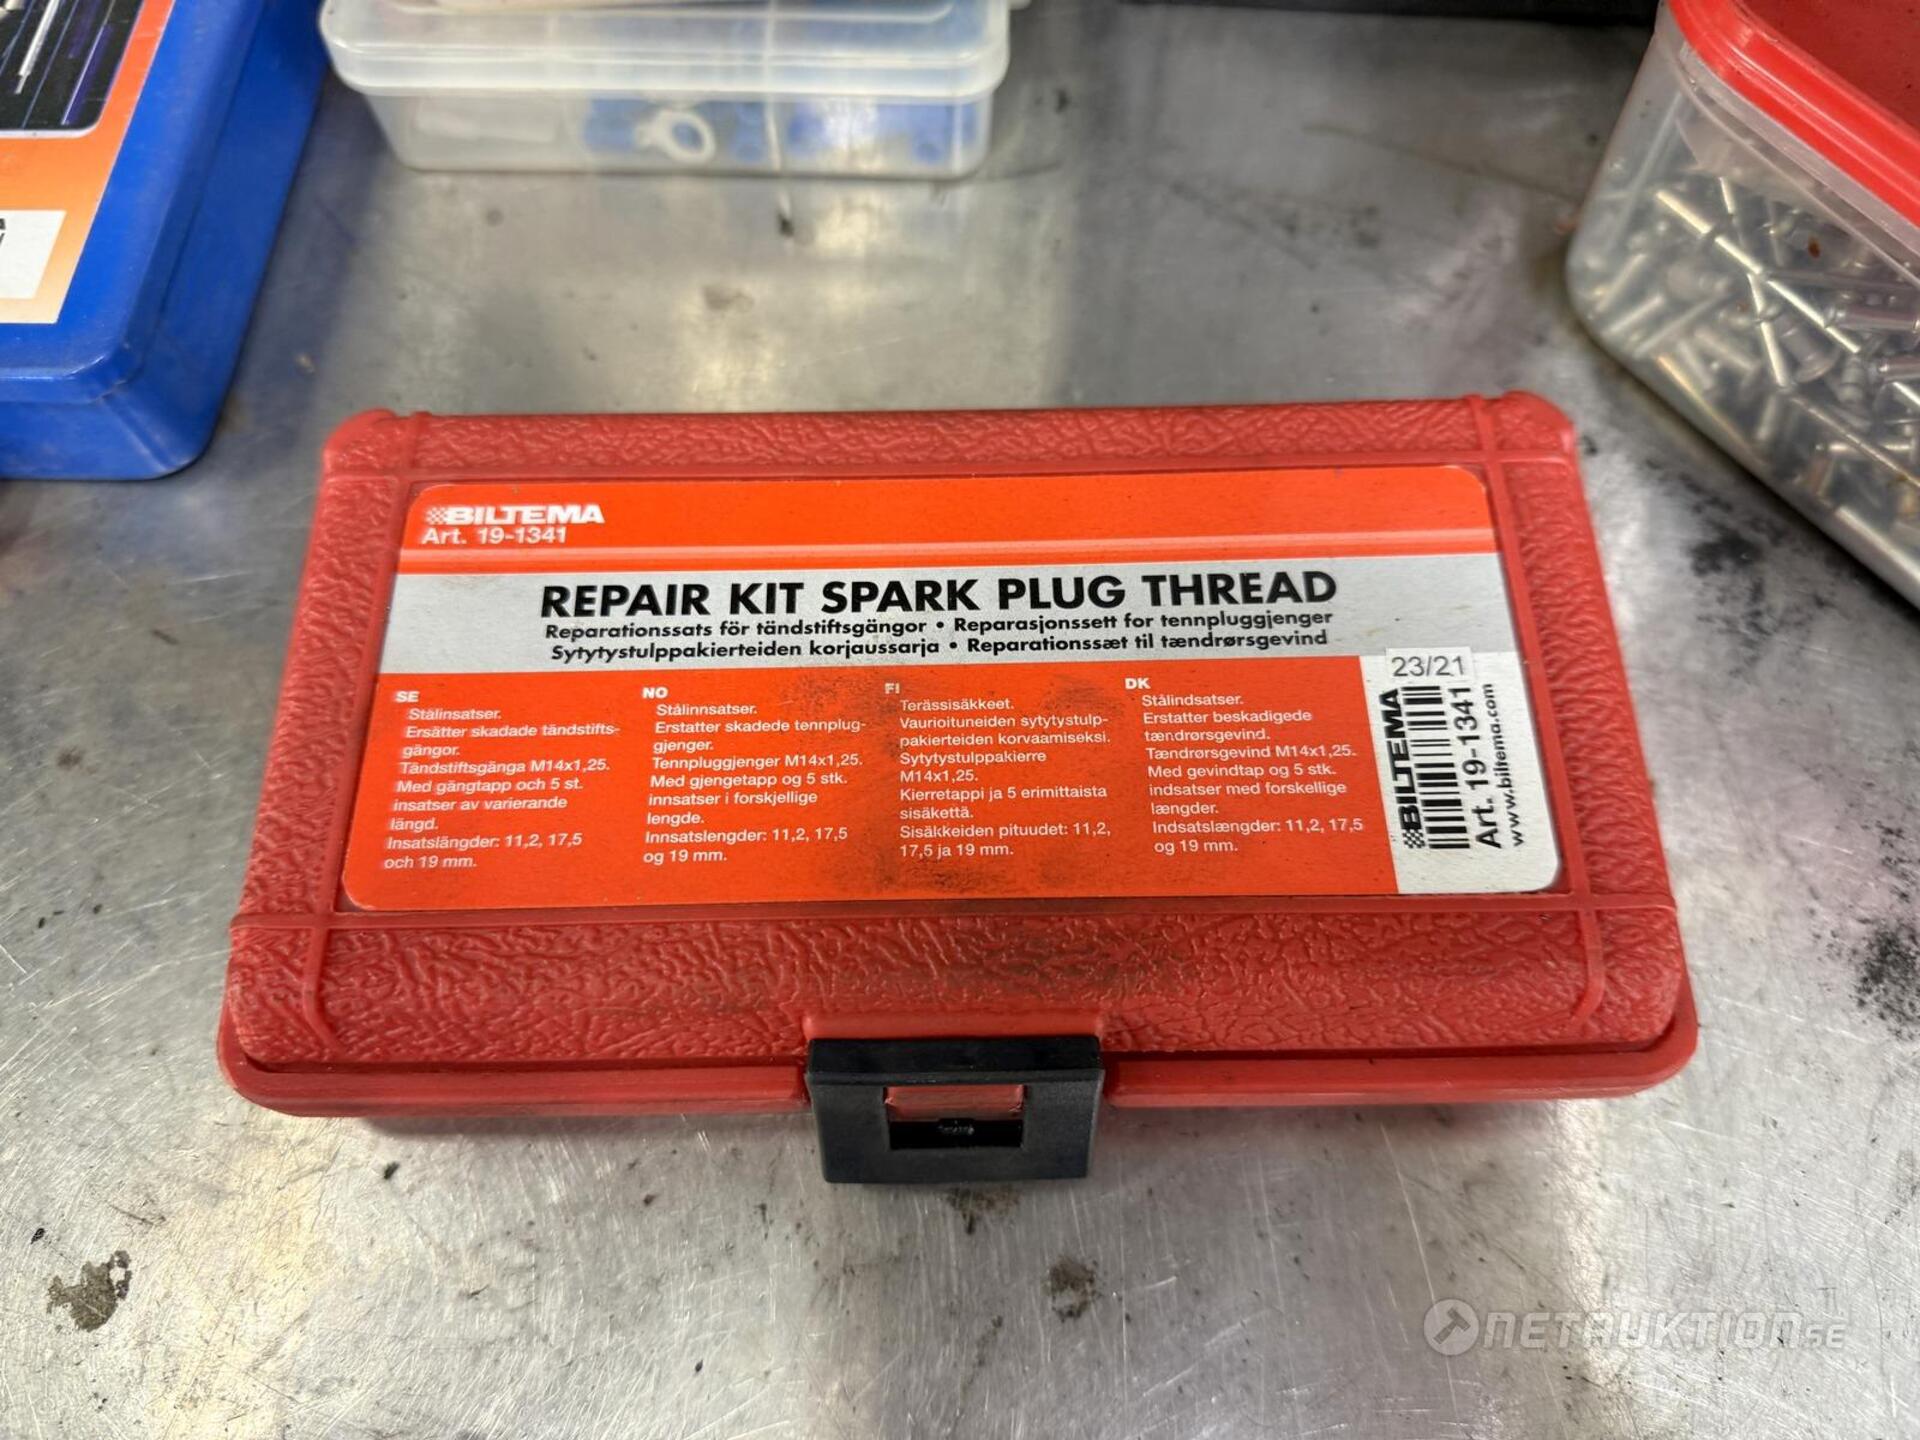 BILTEMA
Art. 19-1341
REPAIR KIT SPARK PLUG THREAD
Reparationssats för tändstiftsgängor • Reparasjonssett for tennpluggjenger
Sytytystulppakierteiden korjaussarja • Reparationssæt til tændrørsgevind
SE
Stålinsatser.
Ersätter skadade tändstifts-
gängor.
Tändstiftsgänga M14x1,25.
Med gängtapp och 5 st.
insatser av varierande
längd.
Insatslängder: 11,2, 17,5
och 19 mm.
NO
Stålinnsatser.
Erstatter skadede tennplug-
gjenger.
Tennpluggjenger M14x1,25.
Med gjengetapp og 5 stk.
innsatser i forskjellige
lengde.
Innsatslengder: 11,2, 17,5
og 19 mm.
FI
Terässisäkkeet.
Vaurioituneiden sytytystulp-
pakierteiden korvaamiseksi.
Sytytystulppakierre
M14x1,25.
Kierretappi ja 5 erimittaista
sisäkettä.
Sisäkkeiden pituudet: 11,2,
17,5 ja 19 mm.
DK
Stålindsatser.
Erstatter beskadigede
tændrørsgevind.
Tændrørsgevind M14x1,25.
Med gevindtap og 5 stk.
indsatser med forskellige
længder.
Indsatslængder: 11,2, 17,5
og 19 mm.
23/21
BILTEMA
Art. 19-1341
www.biltema.com
NETAUKTION.SE